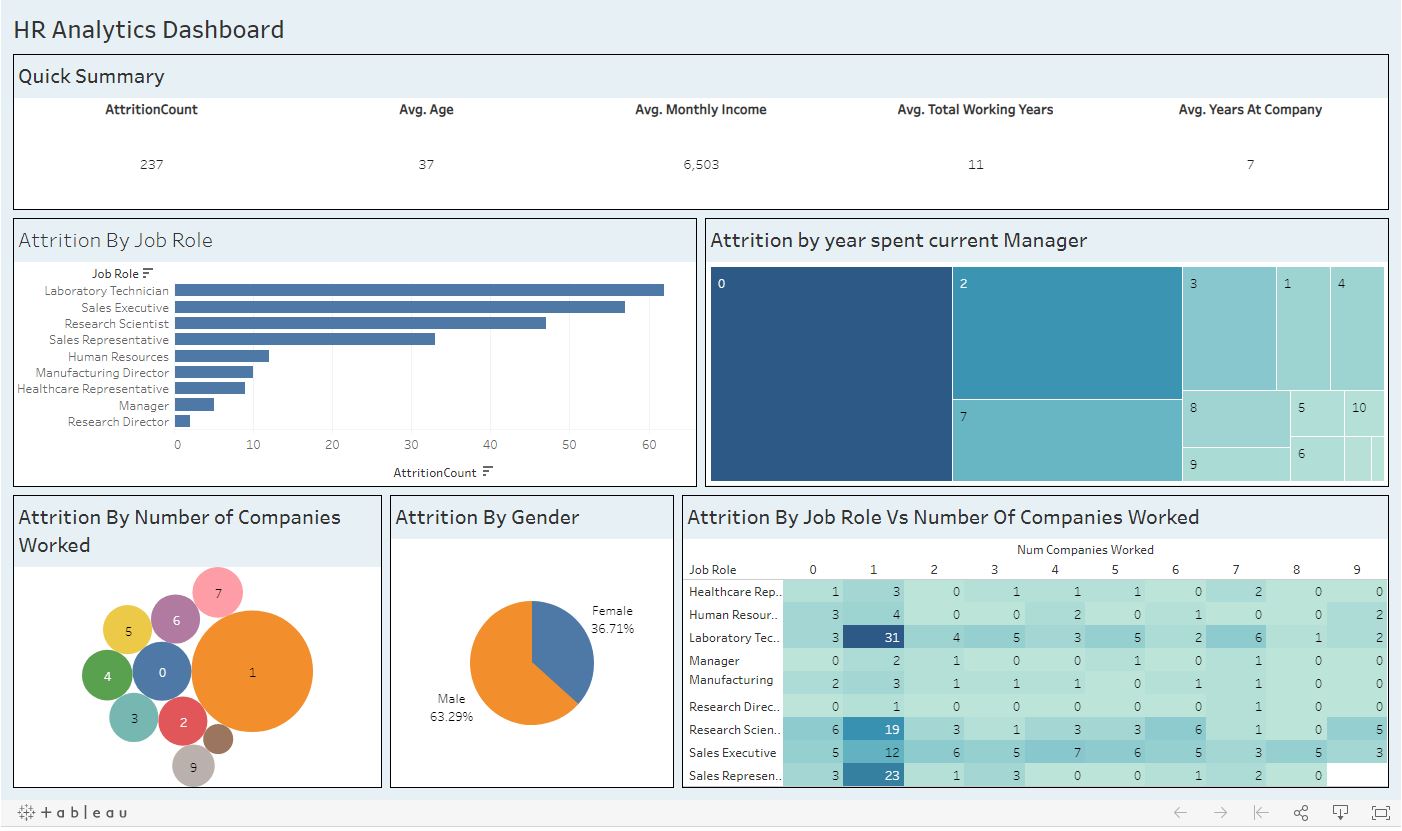 HR Analytics Dashboard
Quick Summary
AttritionCount Avg. Age Avg. Monthly Income Avg. Total Working Years Avg. Years At Company
237 37 6,503 11 7
Attrition By Job Role
Job Role
Laboratory Technician
Sales Executive
Research Scientist
Sales Representative
Human Resources
Manufacturing Director
Healthcare Representative
Manager
Research Director
0 10 20 30 40 50 60
AttritionCount
Attrition by year spent current Manager
0 2 3 1 4
7 8 5 10
9 6
Attrition By Number of Companies
Worked
7
6
5
1
0
4
3
2
9
Attrition By Gender
Female
36.71%
Male
63.29%
Attrition By Job Role Vs Number Of Companies Worked
Num Companies Worked
Job Role 0 1 2 3 4 5 6 7 8 9
Healthcare Rep.. 1 3 0 1 1 1 0 2 0 0
Human Resour.. 3 4 0 0 2 0 1 0 0 2
Laboratory Tec.. 3 31 4 5 3 5 2 6 1 2
Manager 0 2 1 0 0 1 0 1 0 0
Manufacturing 2 3 1 1 1 0 1 1 0 0
Research Direc.. 0 1 0 0 0 0 0 1 0 0
Research Scien.. 6 19 3 1 3 3 6 1 0 5
Sales Executive 5 12 6 5 7 6 5 3 5 3
Sales Represen.. 3 23 1 3 0 0 1 2 0
+ a b l e a u